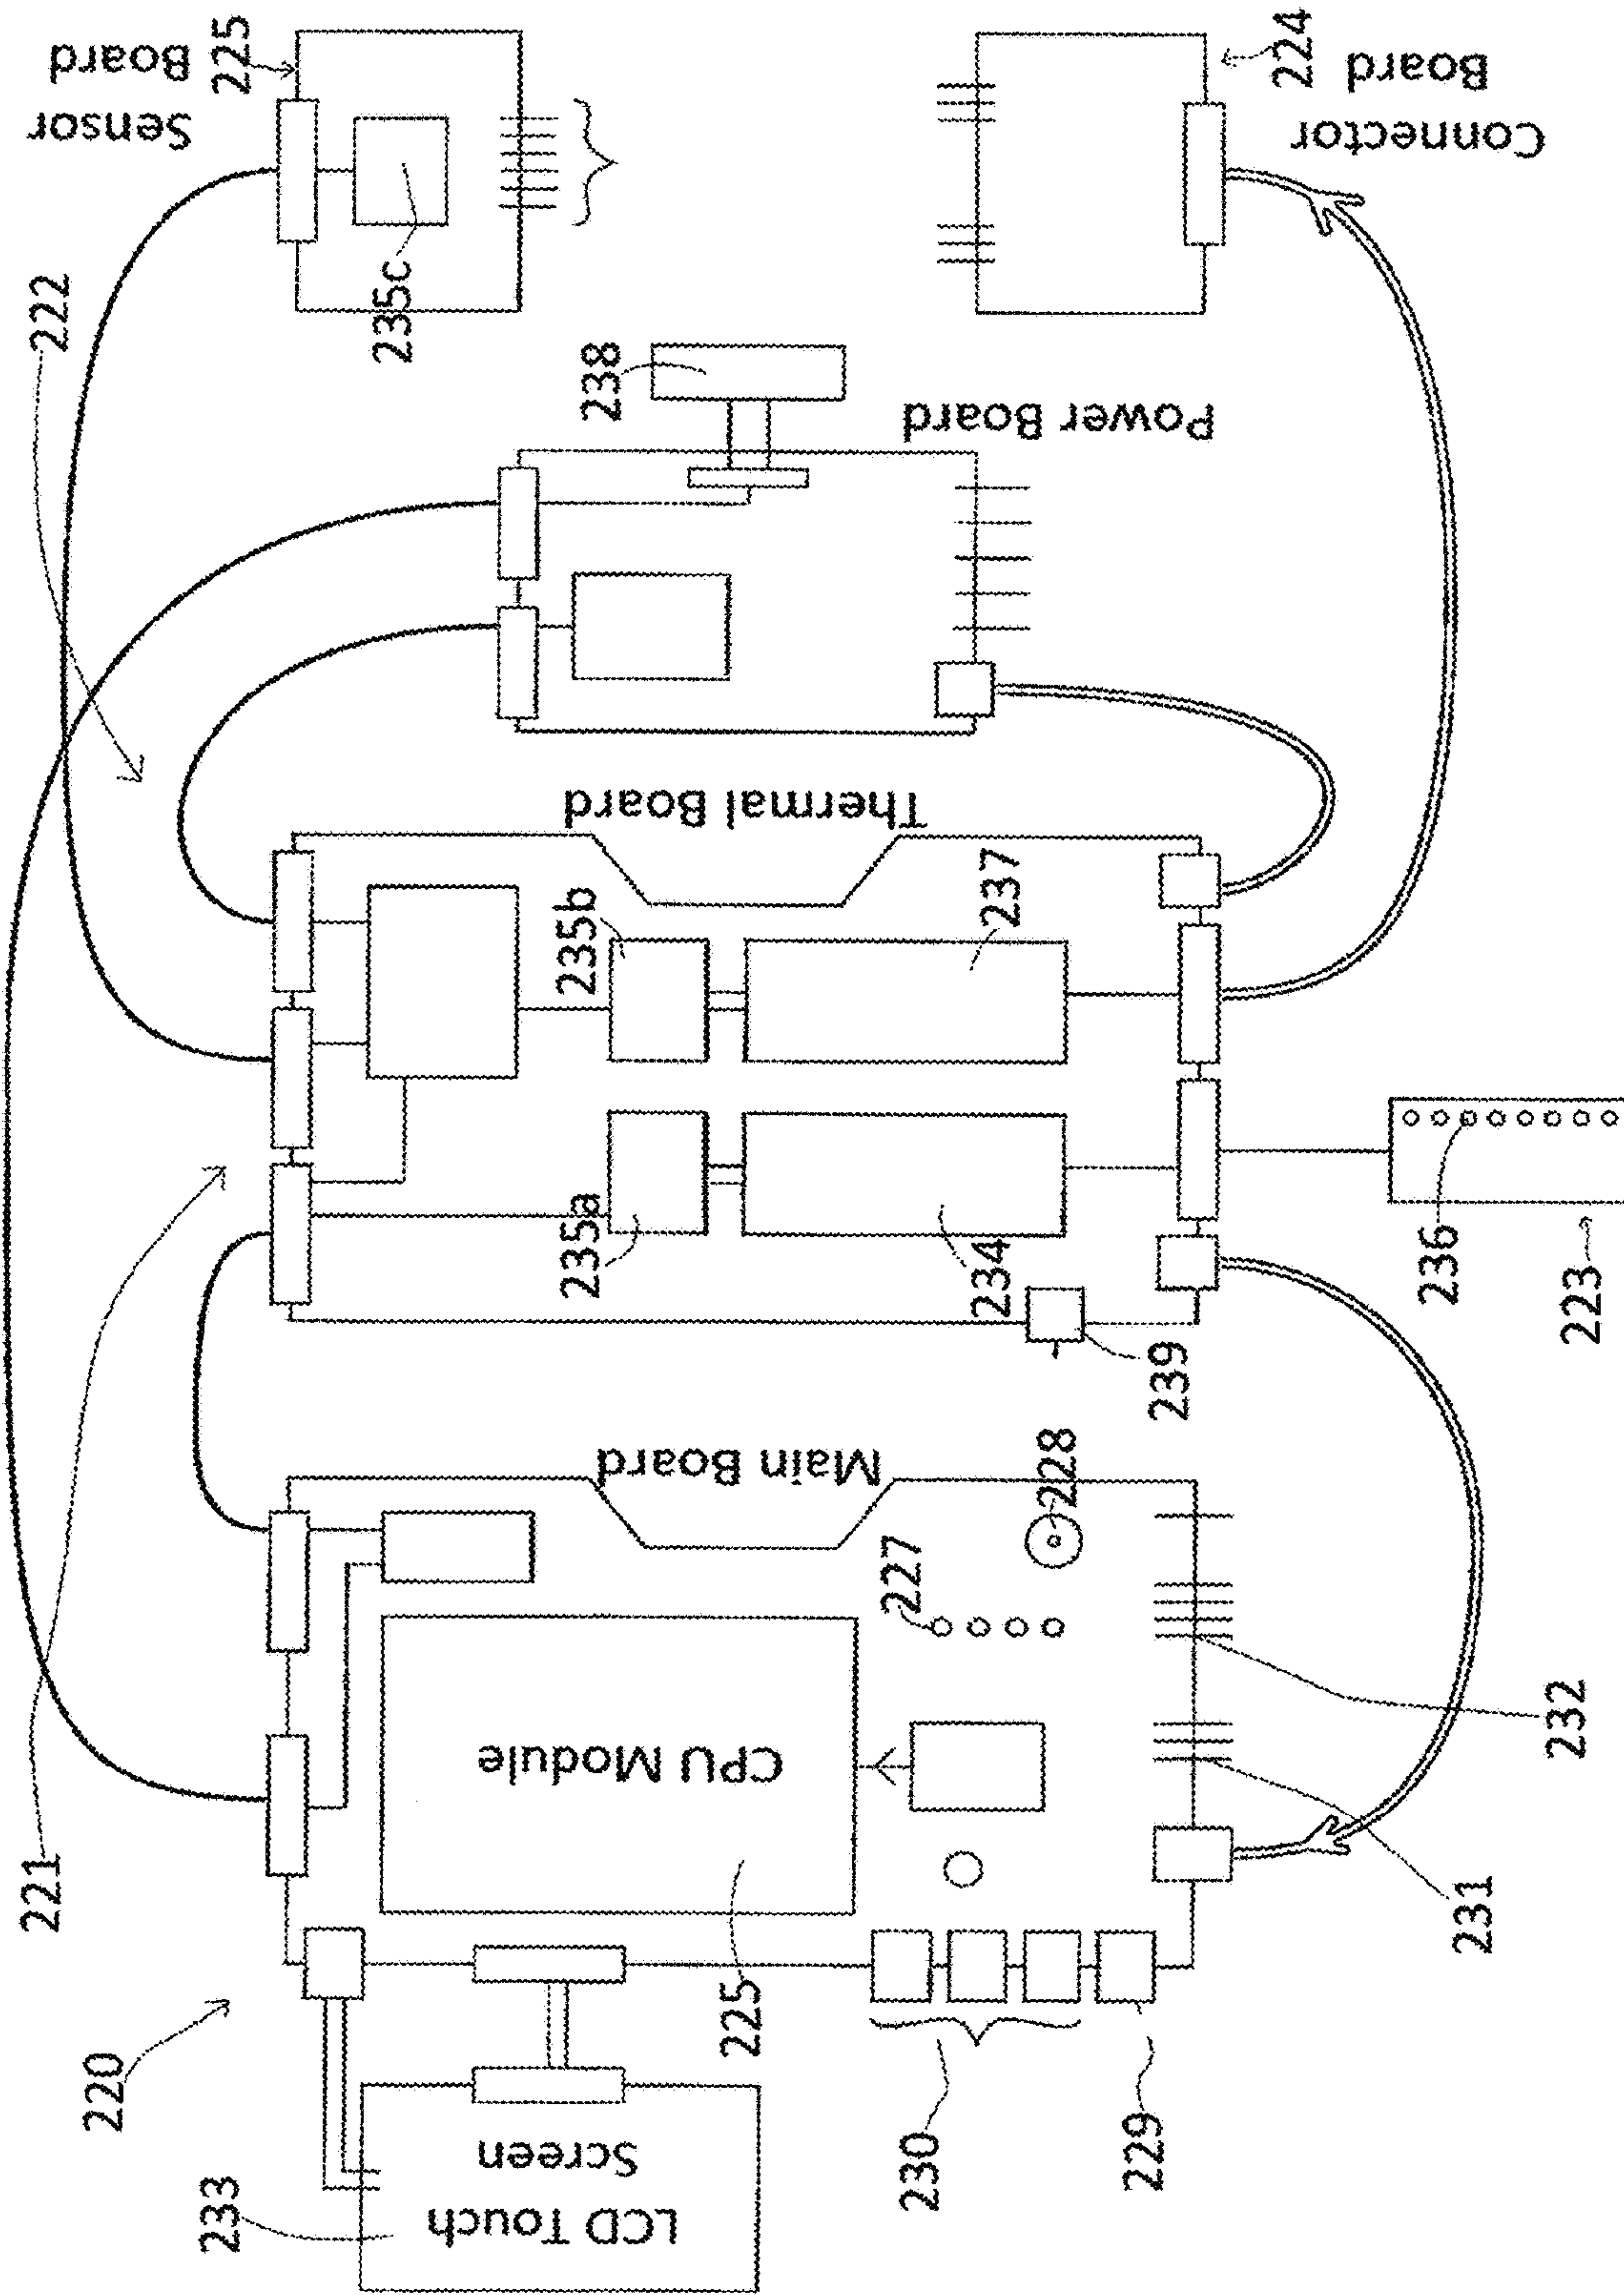 Sensor
Board
225
235c
222
238
Power Board
Connector
Board
224
Thermal Board
235b
237
235a
234
239
236
223
221
Main Board
228
227
CPU Module
225
232
231
220
233
LCD Touch
Screen
230
229